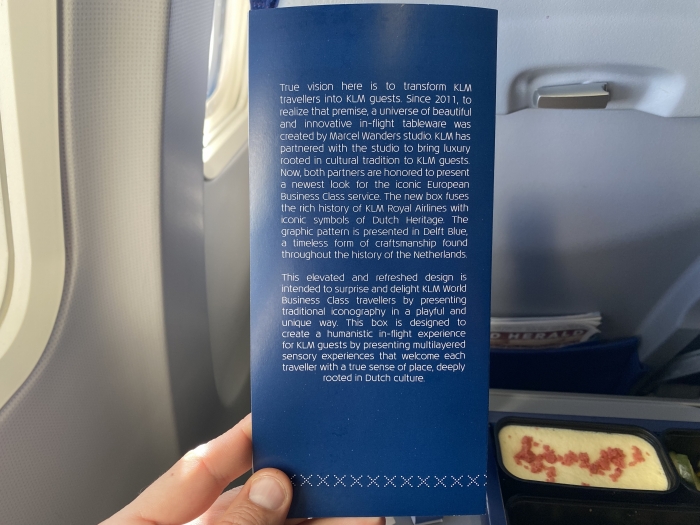 True vision here is to transform KLM
travellers into KLM guests. Since 2011, to
realize that premise, a universe of beautiful
and innovative in-flight tableware was
created by Marcel Wanders studio. KLM has
partnered with the studio to bring luxury
rooted in cultural tradition to KLM guests.
Now, both partners are honored to present
a newest look for the iconic European
Business Class service. The new box fuses
the rich history of KLM Royal Airlines with
iconic symbols of Dutch Heritage. The
graphic pattern is presented in Delft Blue,
a timeless form of craftsmanship found
throughout the history of the Netherlands.
This elevated and refreshed design is
intended to surprise and delight KLM World
Business Class travellers by presenting
traditional iconography in a playful and
unique way. This box is designed to
create a humanistic in-flight experience
for KLM guests by presenting multilayered
sensory experiences that welcome each
traveller with a true sense of place, deeply
rooted in Dutch culture.
HERALD